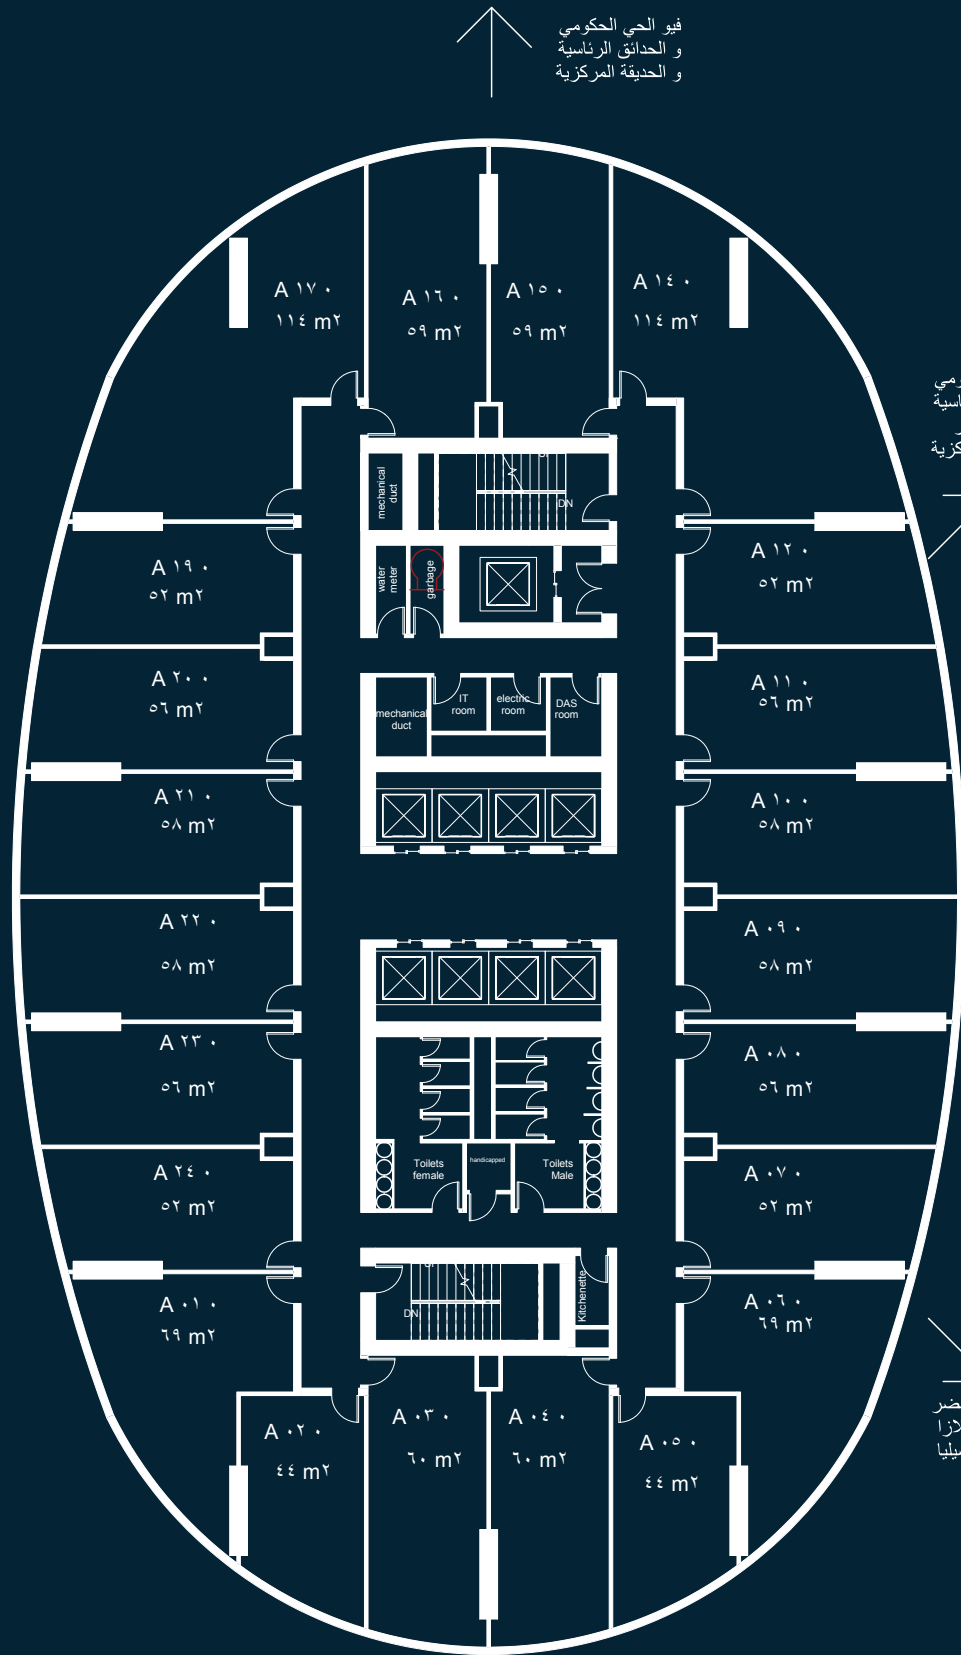 فيو الحي الحكومي
و الحدائق الرئاسية
و الحديقة المركزية
A ١٧٠
١١٤ m٢
A ١٦٠
٥٩ m٢
A ١٥٠
٥٩ m٢
A ١٤٠
١١٤ m٢
mechanical
duct
DN
A ١٩٠
٥٢ m٢
water
meter
garbage
A ١٢٠
٥٢ m٢
A ٢٠٠
٥٦ m٢
mechanical
duct
IT
room
electric
room
DAS
room
A ١١٠
٥٦ m٢
A ٢١٠
٥٨ m٢
A ١٠٠
٥٨ m٢
A ٢٢٠
٥٨ m٢
A ٠٩٠
٥٨ m٢
A ٢٣٠
٥٦ m٢
A ٠٨٠
٥٦ m٢
A ٢٤٠
٥٢ m٢
Toilets
female
handicapped
Toilets
Male
A ٠٧٠
٥٢ m٢
A ٠١٠
٦٩ m٢
DN
Kitchenette
A ٠٦٠
٦٩ m٢
A ٠٢٠
٤٤ m٢
A ٠٣٠
٦٠ m٢
A ٠٤٠
٦٠ m٢
A ٠٥٠
٤٤ m٢